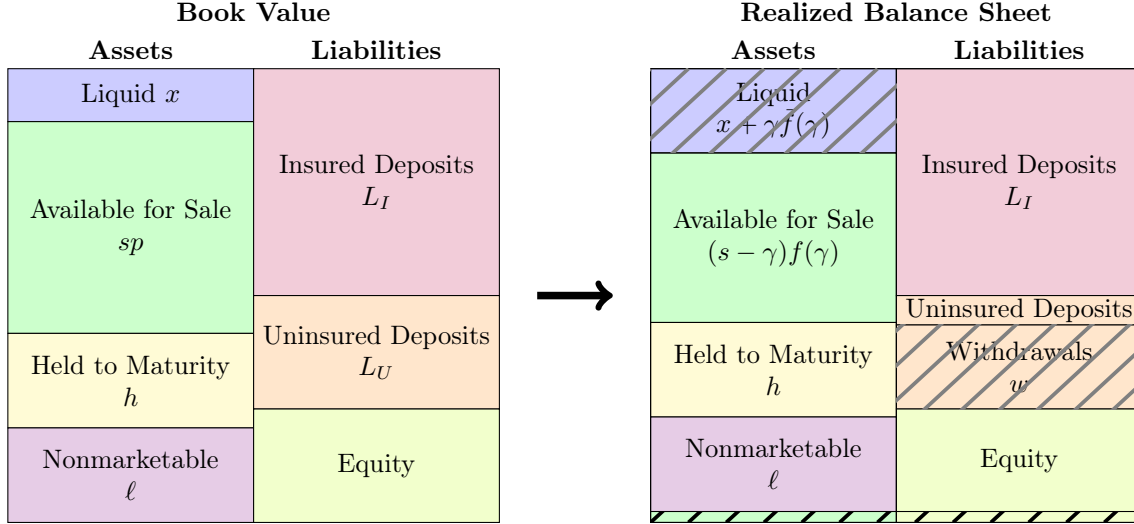 Book Value
Assets
Liabilities
Liquid x
Available for Sale
sp
Held to Maturity
h
Nonmarketable
ℓ
Insured Deposits
L_I
Uninsured Deposits
L_U
Equity
Realized Balance Sheet
Assets
Liabilities
Liquid
x + γf̄(γ)
Available for Sale
(s − γ)f(γ)
Held to Maturity
h
Nonmarketable
ℓ
Insured Deposits
L_I
Uninsured Deposits
Withdrawals
w
Equity